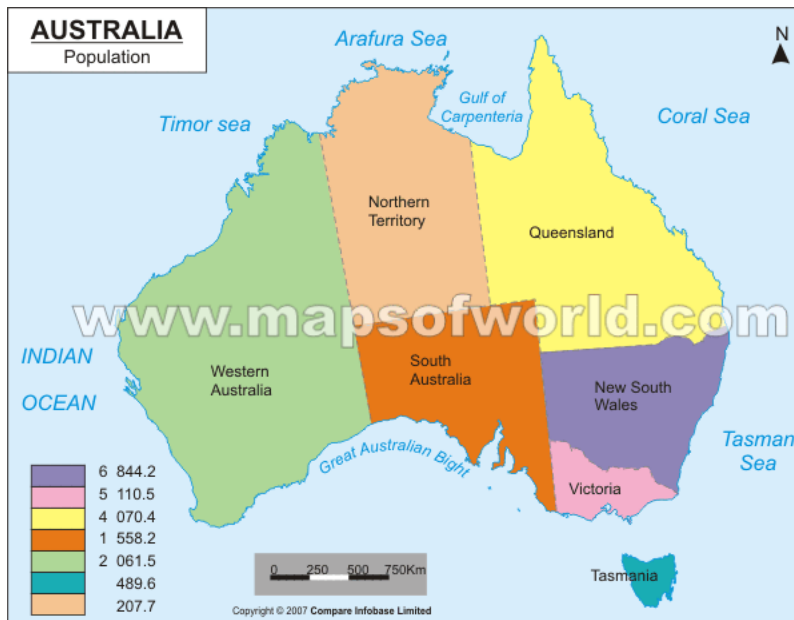 AUSTRALIA
Population
Arafura Sea
N
Gulf of
Carpenteria
Timor sea
Coral Sea
Northern
Territory
Queensland
www.mapsofworld.com
INDIAN
OCEAN
Western
Australia
South
Australia
New South
Wales
Tasman
Sea
Great Australian Bight
Victoria
6 844.2
5 110.5
4 070.4
1 558.2
2 061.5
489.6
207.7
0 250 500 750Km
Tasmania
Copyright © 2007 Compare Infobase Limited